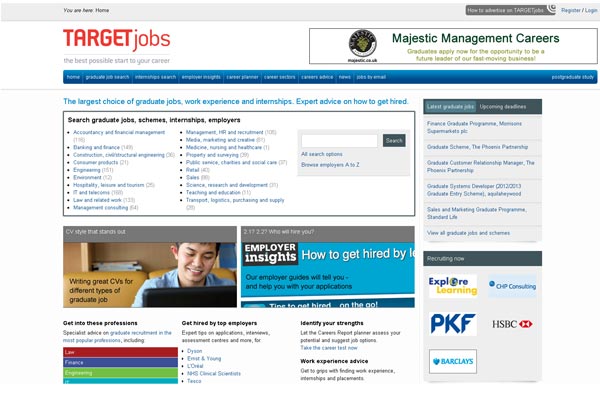 You are here: Home
How to advertise on TARGETjobs
Register / Login
TARGETjobs
the best possible start to your career
MAJESTIC
majestic.co.uk
Majestic Management Careers
Graduates apply now for the opportunity to be a
future leader of our fast-moving business!
home graduate job search internships search employer insights career planner career sectors careers advice news jobs by email postgraduate study
The largest choice of graduate jobs, work experience and internships. Expert advice on how to get hired.
Search graduate jobs, schemes, internships, employers
Accountancy and financial management
(116)
Banking and finance (149)
Construction, civil/structural engineering (36)
Consumer products (21)
Engineering (151)
Environment (12)
Hospitality, leisure and tourism (25)
IT and telecoms (168)
Law and related work (133)
Management consulting (64)
Management, HR and recruitment (108)
Media, marketing and creative (61)
Medicine, nursing and healthcare (1)
Property and surveying (39)
Public service, charities and social care (37)
Retail (40)
Sales (88)
Science, research and development (31)
Teaching and education (11)
Transport, logistics, purchasing and supply
(28)
Search
All search options
Browse employers A to Z
Latest graduate jobs Upcoming deadlines
Finance Graduate Programme, Morrisons
Supermarkets plc
Graduate Scheme, The Phoenix Partnership
Graduate Customer Relationship Manager, The
Phoenix Partnership
Graduate Systems Developer (2012/2013
Graduate Entry Scheme), aquilaheywood
Sales and Marketing Graduate Programme,
Standard Life
View all graduate jobs and schemes
CV style that stands out
Writing great CVs for
different types of
graduate job
2.1? 2.2? Who will hire you?
EMPLOYER
insights
How to get hired by le
Our employer guides will tell you -
and help you with your applications
Tips to get hired... on the go!
Recruiting now
Explore
Learning
CHP Consulting
PKF
HSBC
BARCLAYS
Get into these professions
Specialist advice on graduate recruitment in the
most popular professions, including:
Law
Finance
Engineering
IT
Get hired by top employers
Expert tips on applications, interviews,
assessment centres and more, for:
Dyson
Ernst & Young
L'Oréal
NHS Clinical Scientists
Tesco
Identify your strengths
Let the Careers Report planner assess your
potential and suggest job options.
Take the career test now.
Work experience advice
Get to grips with finding work experience,
internships and placements.